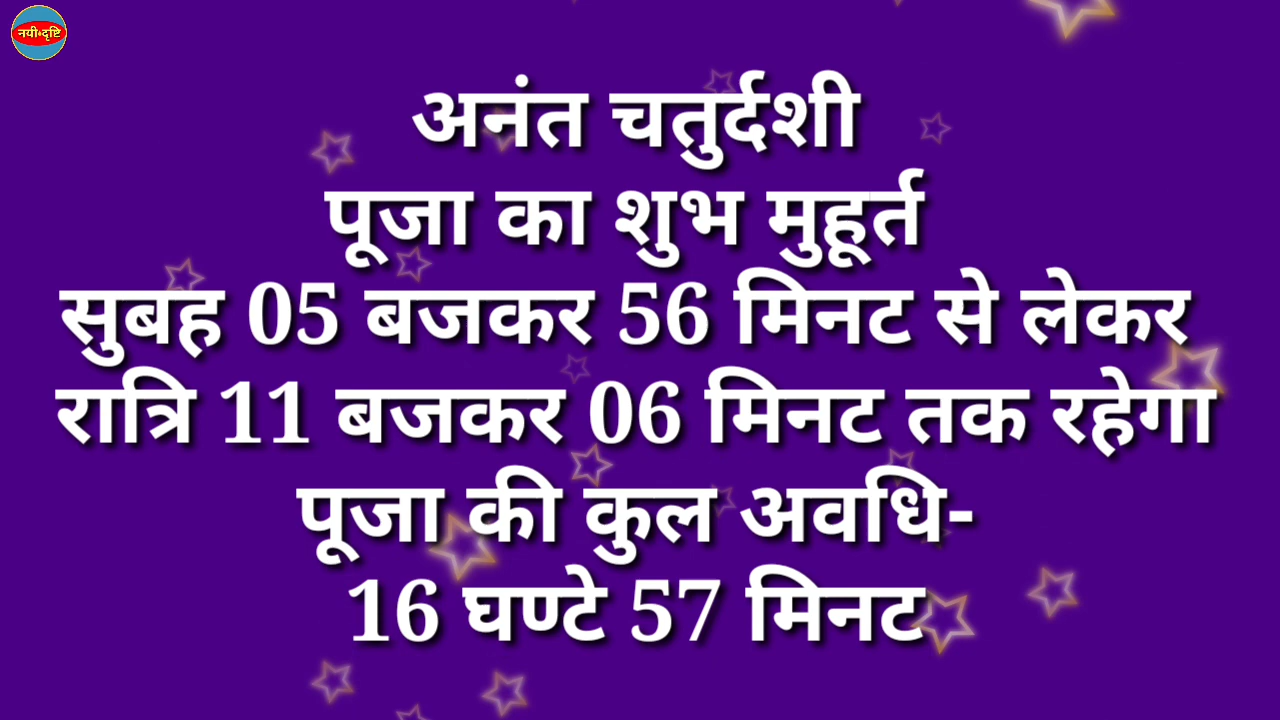 नयी•दृष्टि
अनंत चतुर्दशी
पूजा का शुभ मुहूर्त
सुबह 05 बजकर 56 मिनट से लेकर
रात्रि 11 बजकर 06 मिनट तक रहेगा
पूजा की कुल अवधि-
16 घण्टे 57 मिनट